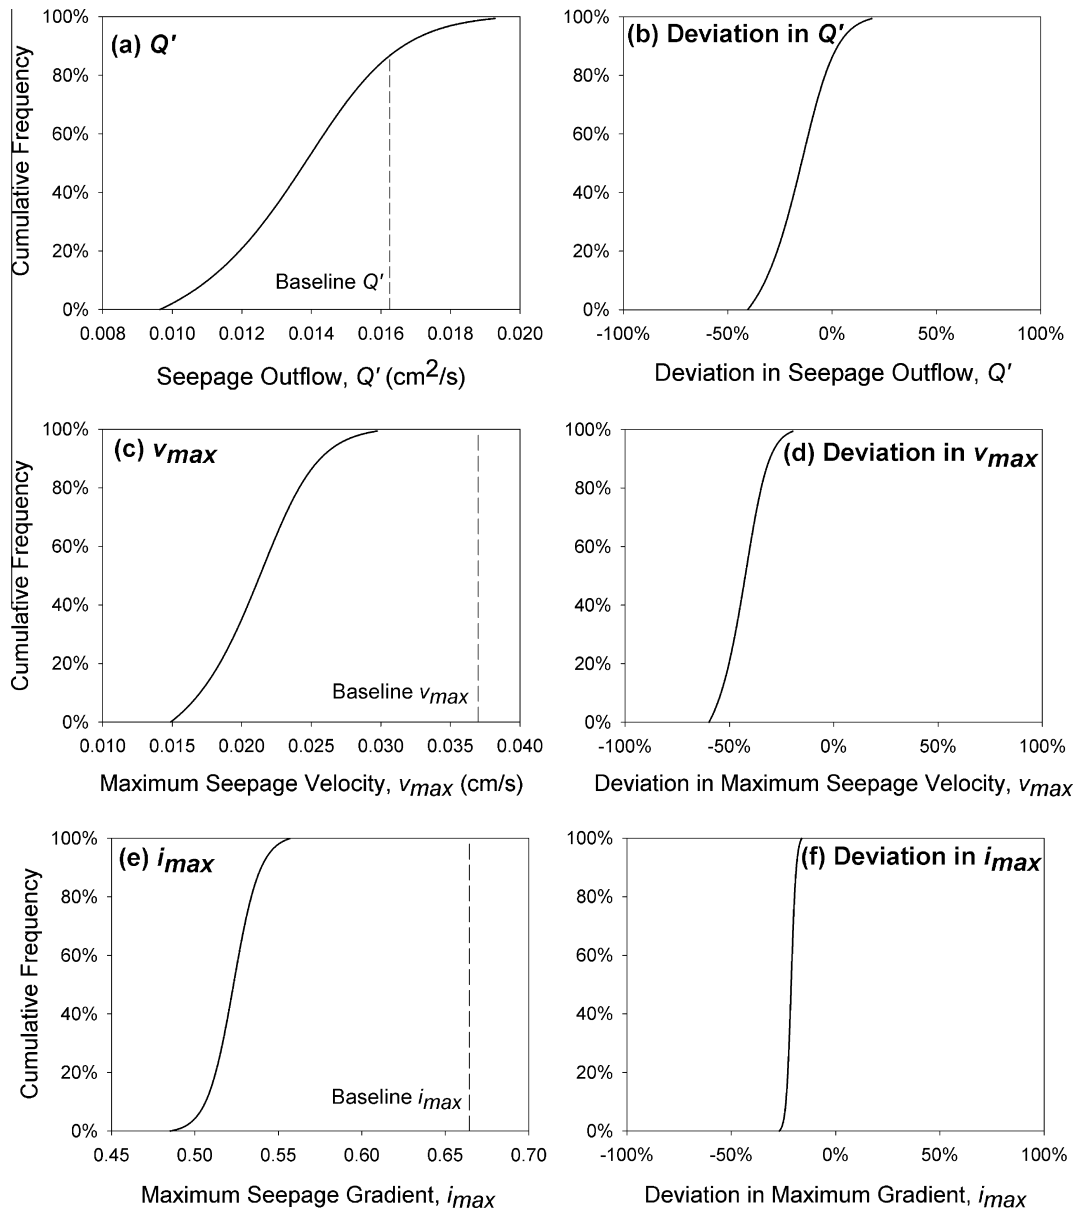 (a) Q'
Cumulative Frequency
100%
80%
60%
40%
20%
0%
Baseline Q'
0.008 0.010 0.012 0.014 0.016 0.018 0.020
Seepage Outflow, Q' (cm2/s)
(b) Deviation in Q'
100%
80%
60%
40%
20%
0%
-100% -50% 0% 50% 100%
Deviation in Seepage Outflow, Q'
(c) vmax
Cumulative Frequency
100%
80%
60%
40%
20%
0%
Baseline vmax
0.010 0.015 0.020 0.025 0.030 0.035 0.040
Maximum Seepage Velocity, vmax (cm/s)
(d) Deviation in vmax
100%
80%
60%
40%
20%
0%
-100% -50% 0% 50% 100%
Deviation in Maximum Seepage Velocity, vmax
(e) imax
Cumulative Frequency
100%
80%
60%
40%
20%
0%
Baseline imax
0.45 0.50 0.55 0.60 0.65 0.70
Maximum Seepage Gradient, imax
(f) Deviation in imax
100%
80%
60%
40%
20%
0%
-100% -50% 0% 50% 100%
Deviation in Maximum Gradient, imax